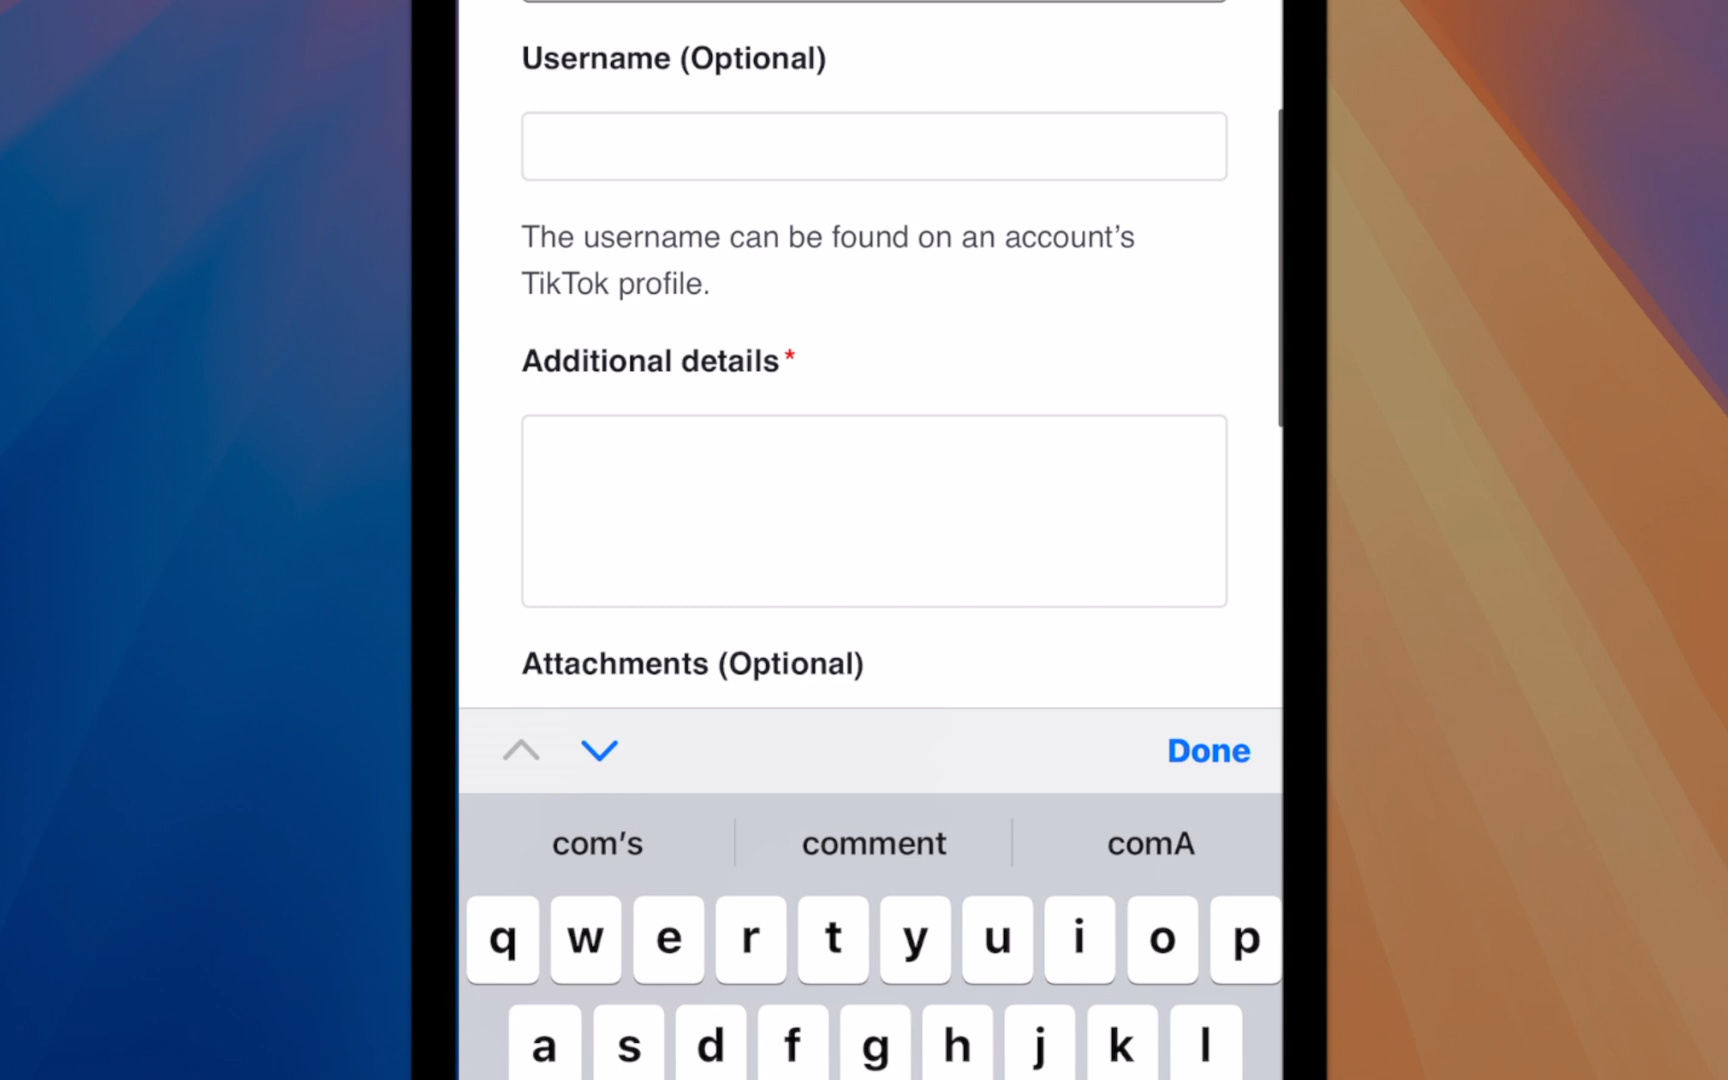 Username (Optional)
The username can be found on an account’s
TikTok profile.
Additional details*
Attachments (Optional)
Done
com’s comment comA
q w e r t y u i o p
a s d f g h j k l